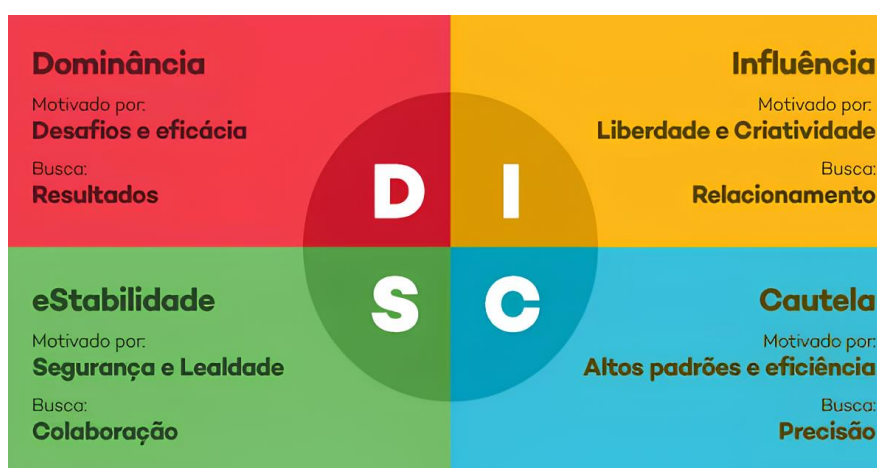 Dominância
Motivado por:
Desafios e eficácia
Busca:
Resultados
Influência
Motivado por:
Liberdade e Criatividade
Busca:
Relacionamento
D I
S C
eStabilidade
Motivado por:
Segurança e Lealdade
Busca:
Colaboração
Cautela
Motivado por:
Altos padrões e eficiência
Busca:
Precisão